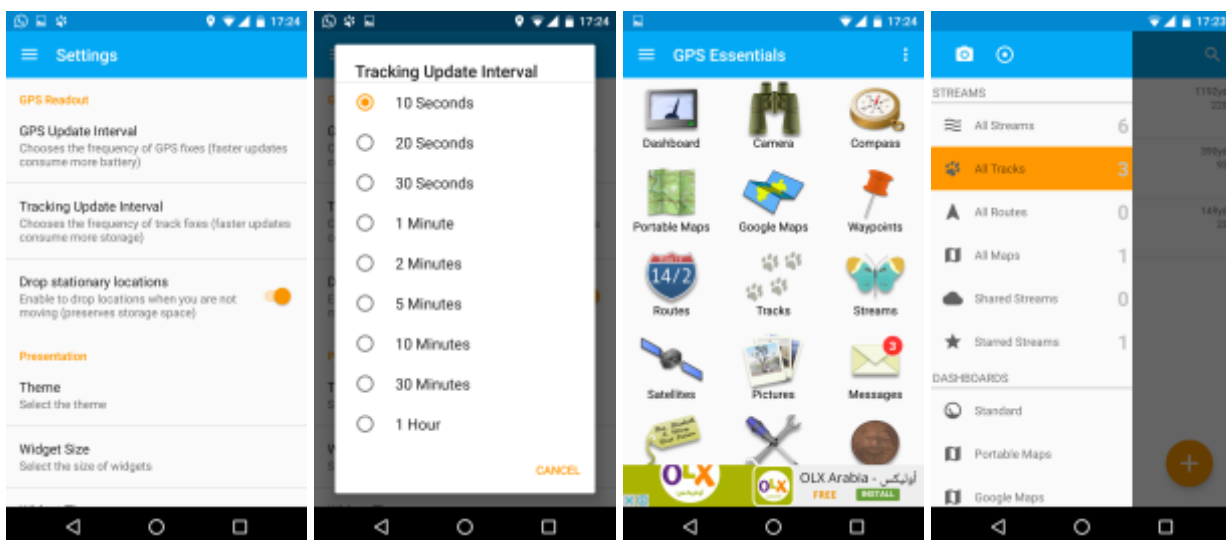 17:24
Settings
GPS Readout
GPS Update Interval
Chooses the frequency of GPS fixes (faster updates
consume more battery)
Tracking Update Interval
Chooses the frequency of track fixes (faster updates
consume more storage)
Drop stationary locations
Enable to drop locations when you are not
moving (preserves storage space)
Presentation
Theme
Select the theme
Widget Size
Select the size of widgets
17:24
Tracking Update Interval
10 Seconds
20 Seconds
30 Seconds
1 Minute
2 Minutes
5 Minutes
10 Minutes
30 Minutes
1 Hour
CANCEL
17:24
GPS Essentials
Dashboard Camera Compass
Portable Maps Google Maps Waypoints
14/2
Routes Tracks Streams
3
Satellites Pictures Messages
OLX
OLX
OLX Arabia - أوليكس
FREE INSTALL
17:23
STREAMS
All Streams 6
All Tracks 3
All Routes 0
All Maps 1
Shared Streams 0
Starred Streams 1
DASHBOARDS
Standard
Portable Maps
Google Maps